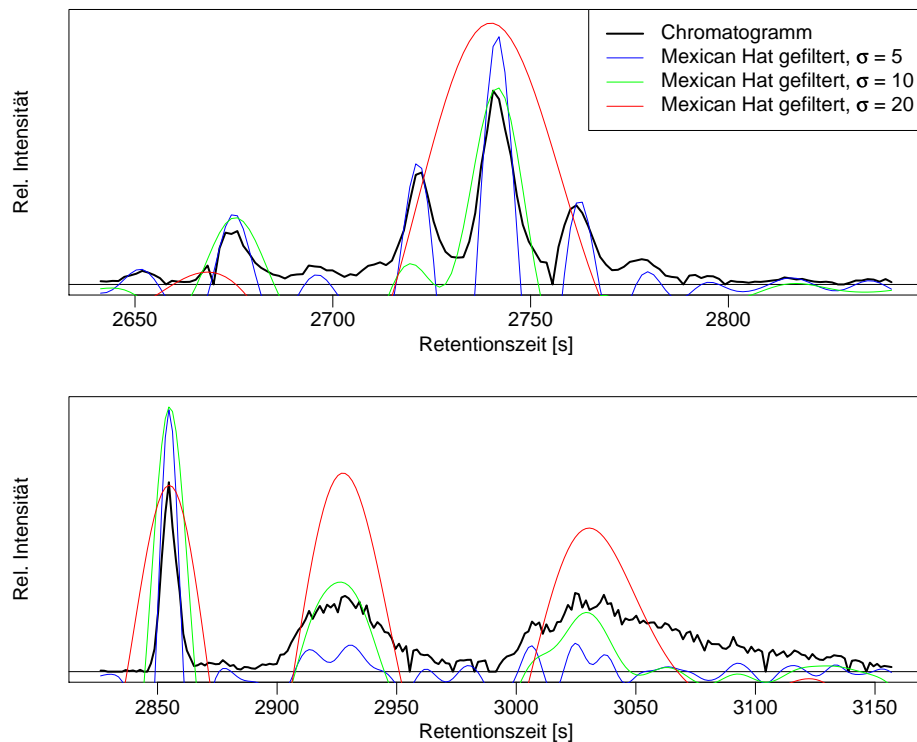 Chromatogramm
Mexican Hat gefiltert, σ = 5
Mexican Hat gefiltert, σ = 10
Mexican Hat gefiltert, σ = 20
Rel. Intensität
2650 2700 2750 2800
Retentionszeit [s]
Rel. Intensität
2850 2900 2950 3000 3050 3100 3150
Retentionszeit [s]